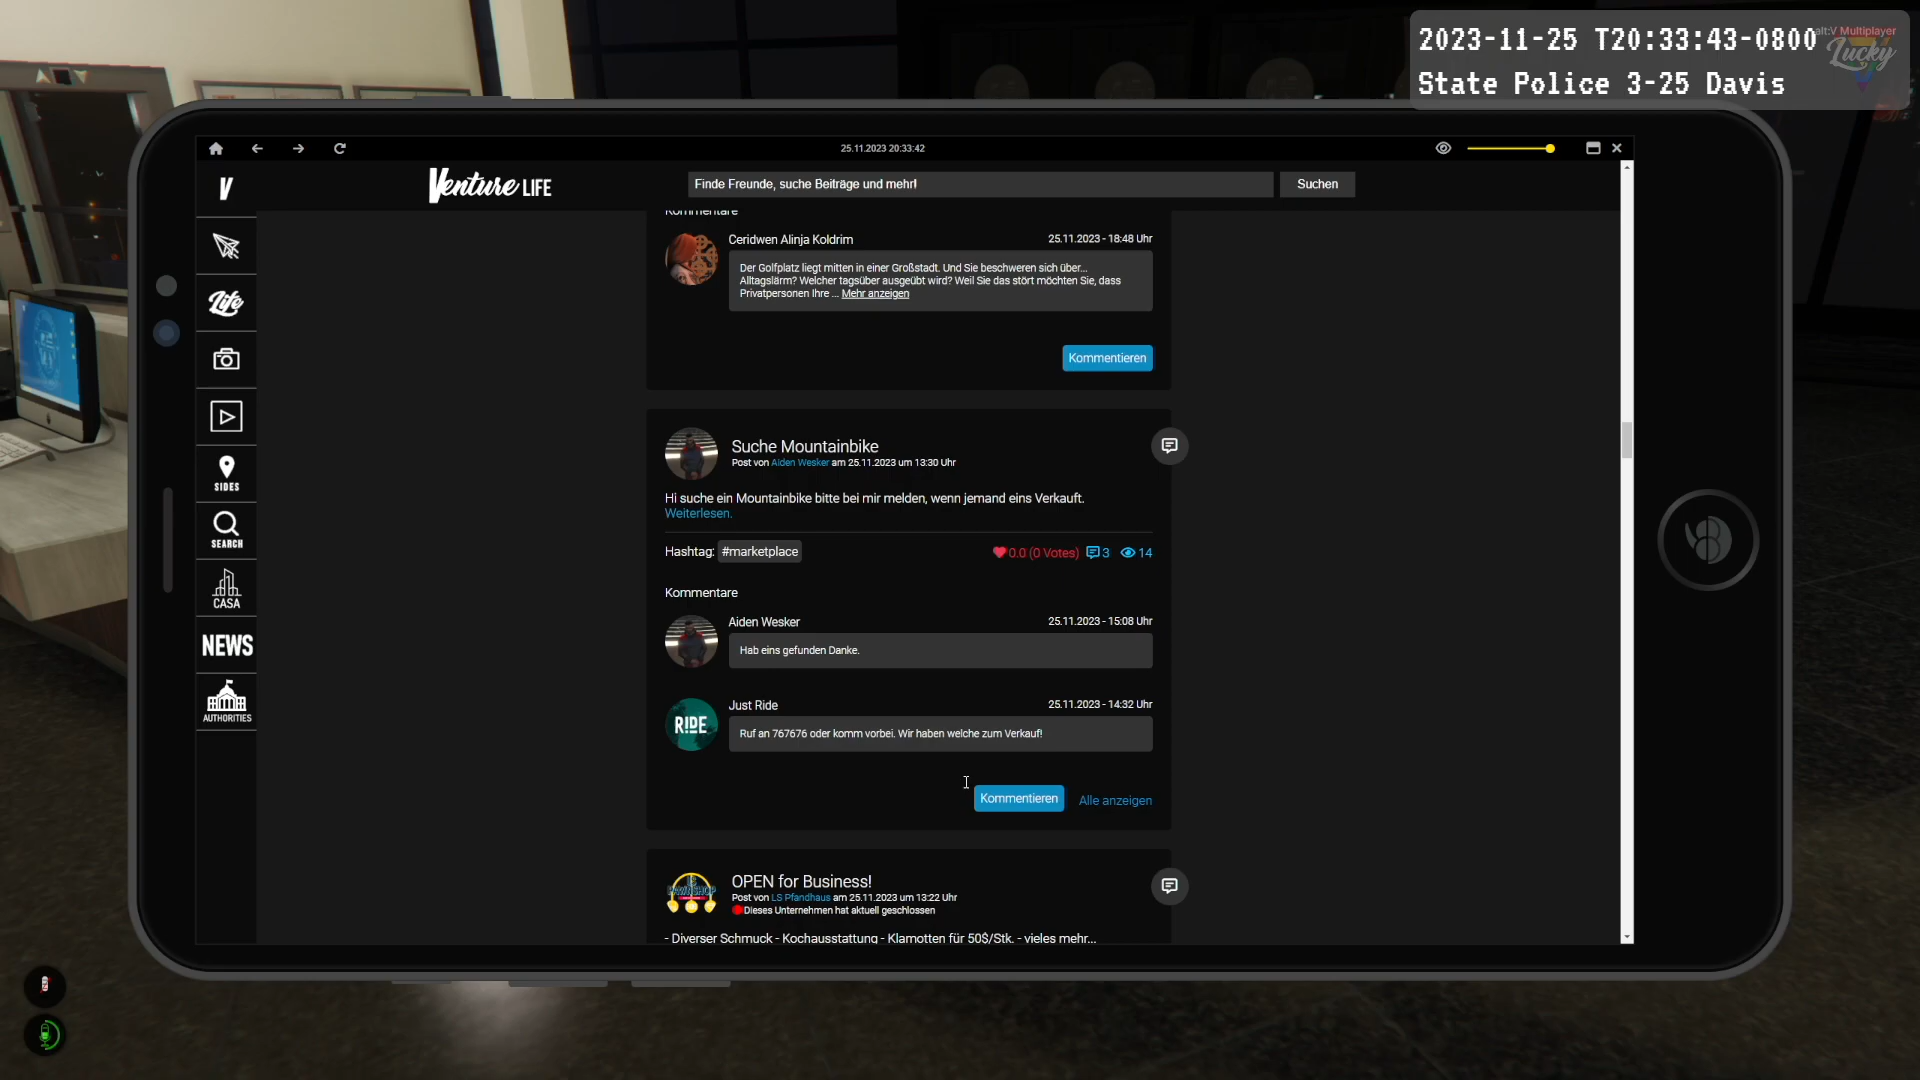 2023-11-25 T20:33:43-0800
alt:V Multiplayer
Lucky
State Police 3-25 Davis
25.11.2023 20:33:42
V
Venture LIFE
Finde Freunde, suche Beiträge und mehr!
Suchen
Kommentare
Ceridwen Alinja Koldrim
25.11.2023 - 18:48 Uhr
Der Golfplatz liegt mitten in einer Großstadt. Und Sie beschweren sich über...
Alltagslärm? Welcher tagsüber ausgeübt wird? Weil Sie das stört möchten Sie, dass
Privatpersonen Ihre ... Mehr anzeigen
Kommentieren
Life
SIDES
SEARCH
CASA
NEWS
AUTHORITIES
Suche Mountainbike
Post von Aiden Wesker am 25.11.2023 um 13:30 Uhr
Hi suche ein Mountainbike bitte bei mir melden, wenn jemand eins Verkauft.
Weiterlesen.
Hashtag: #marketplace
0.0 (0 Votes) 3 14
Kommentare
Aiden Wesker
25.11.2023 - 15:08 Uhr
Hab eins gefunden Danke.
Just Ride
25.11.2023 - 14:32 Uhr
RIDE
Ruf an 767676 oder komm vorbei. Wir haben welche zum Verkauf!
Kommentieren
Alle anzeigen
OPEN for Business!
Post von LS Pfandhaus am 25.11.2023 um 13:22 Uhr
Dieses Unternehmen hat aktuell geschlossen
- Diverser Schmuck - Kochausstattung - Klamotten für 50$/Stk. - vieles mehr...